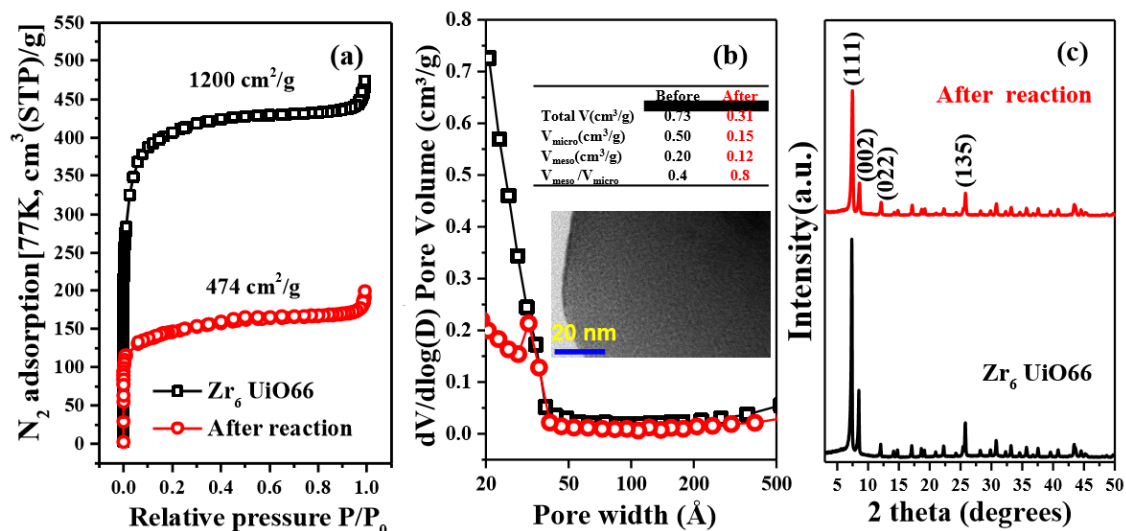 (a)
N₂ adsorption[77K, cm³(STP)/g]
500
450
400
350
300
250
200
150
100
50
0
1200 cm²/g
474 cm²/g
Zr₆ UiO66
After reaction
0.0 0.2 0.4 0.6 0.8 1.0
Relative pressure P/P₀
(b)
dV/dlog(D) Pore Volume (cm³/g)
0.8
0.7
0.6
0.5
0.4
0.3
0.2
0.1
0.0
Before After
Total V(cm³/g) 0.73 0.31
Vmicro(cm³/g) 0.50 0.15
Vmeso(cm³/g) 0.20 0.12
Vmeso/Vmicro 0.4 0.8
20 nm
20 50 100 200 500
Pore width (Å)
(c)
Intensity(a.u.)
(111)
(002)
(022)
(135)
After reaction
Zr₆ UiO66
5 10 15 20 25 30 35 40 45 50
2 theta (degrees)